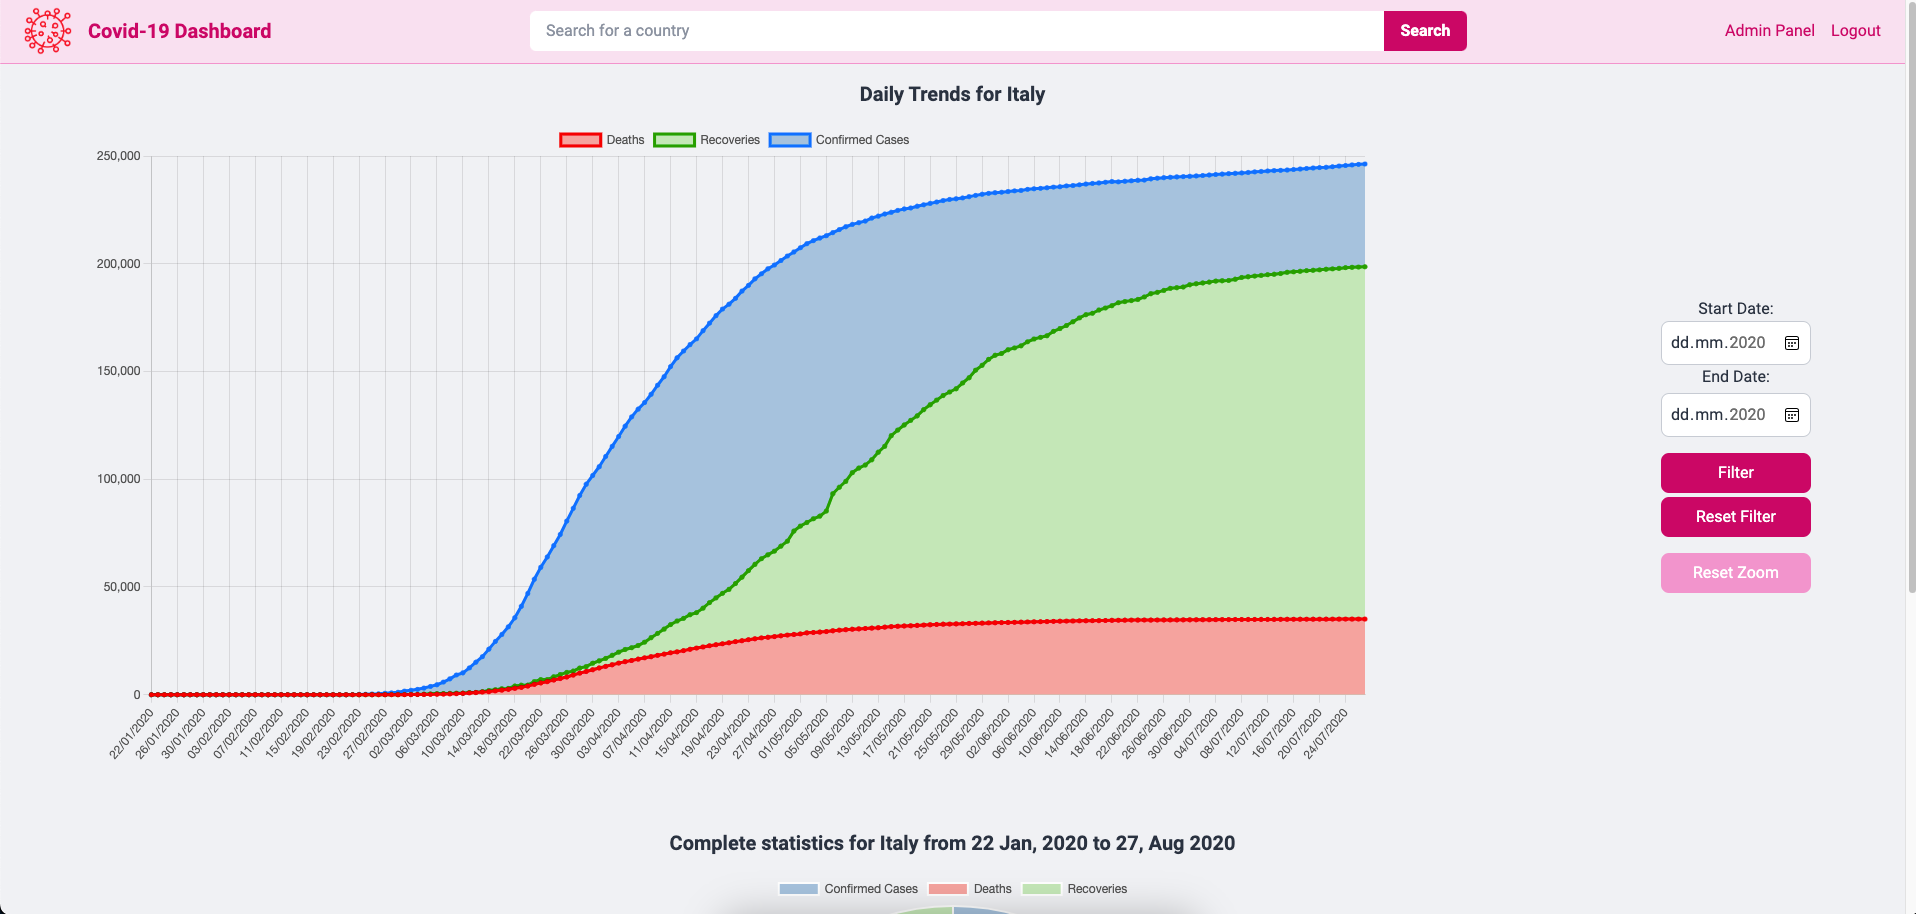 Covid-19 Dashboard
Search for a country
Search
Admin Panel
Logout
Daily Trends for Italy
Deaths Recoveries Confirmed Cases
250,000
200,000
150,000
100,000
50,000
0
22/01/2020 26/01/2020 30/01/2020 03/02/2020 07/02/2020 11/02/2020 15/02/2020 19/02/2020 23/02/2020 27/02/2020 02/03/2020 06/03/2020 10/03/2020 14/03/2020 18/03/2020 22/03/2020 26/03/2020 30/03/2020 03/04/2020 07/04/2020 11/04/2020 15/04/2020 19/04/2020 23/04/2020 27/04/2020 01/05/2020 05/05/2020 09/05/2020 13/05/2020 17/05/2020 21/05/2020 25/05/2020 29/05/2020 02/06/2020 06/06/2020 10/06/2020 14/06/2020 18/06/2020 22/06/2020 26/06/2020 30/06/2020 04/07/2020 08/07/2020 12/07/2020 16/07/2020 20/07/2020 24/07/2020
Start Date:
dd.mm.2020
End Date:
dd.mm.2020
Filter
Reset Filter
Reset Zoom
Complete statistics for Italy from 22 Jan, 2020 to 27, Aug 2020
Confirmed Cases Deaths Recoveries